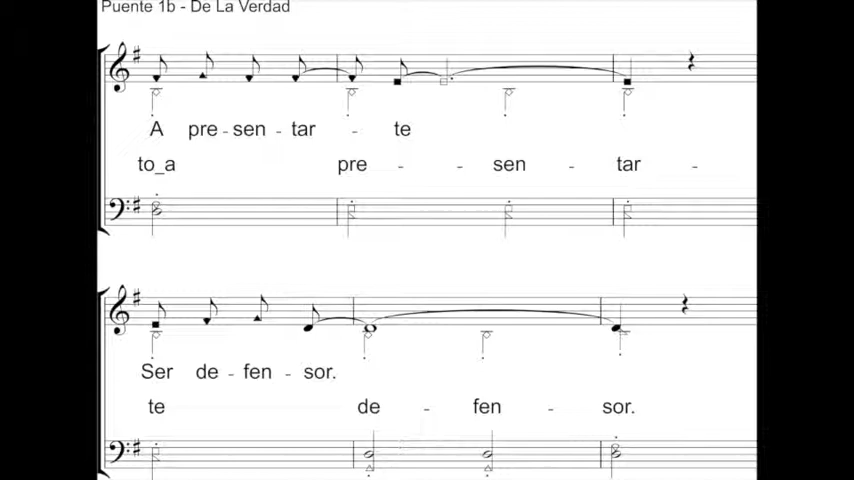 Puente 1b - De La Verdad
A pre - sen - tar - te
to_a pre - - sen - tar -
Ser de - fen - sor.
te de - fen - sor.